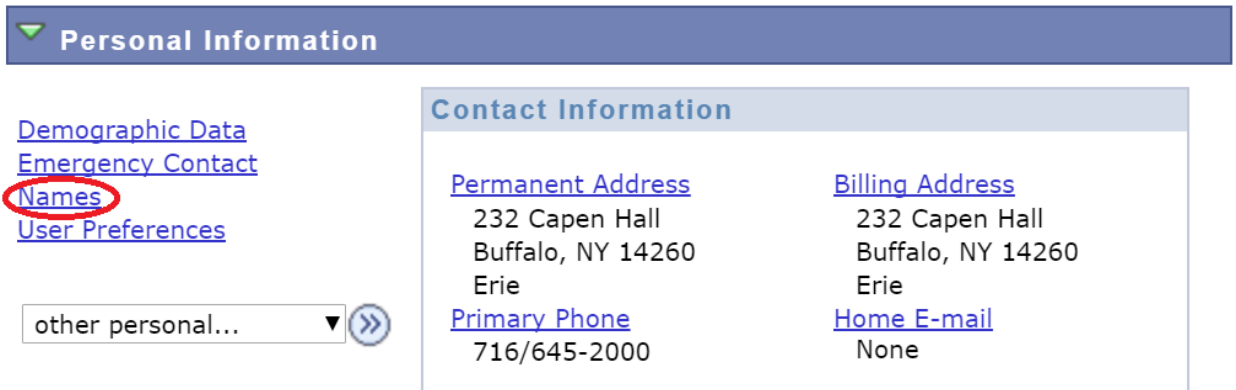 Personal Information
Demographic Data
Emergency Contact
Names
User Preferences
other personal...
Contact Information
Permanent Address
232 Capen Hall
Buffalo, NY 14260
Erie
Primary Phone
716/645-2000
Billing Address
232 Capen Hall
Buffalo, NY 14260
Erie
Home E-mail
None